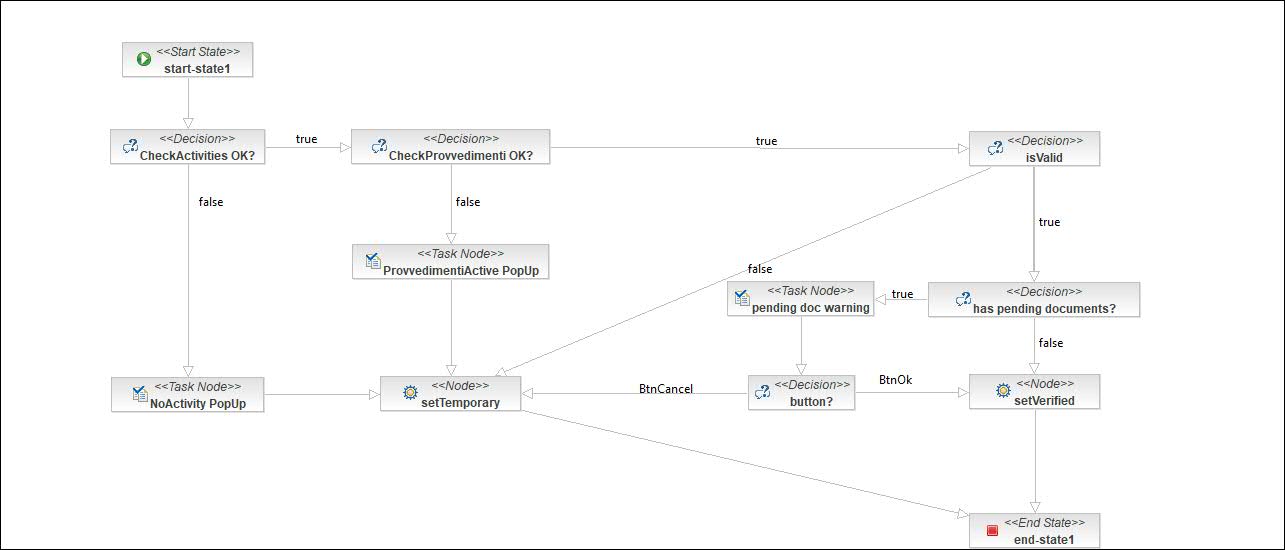 <<Start State>>
start-state1
<<Decision>>
CheckActivities OK?
true
<<Decision>>
CheckProvvedimenti OK?
true
<<Decision>>
isValid
false
false
true
<<Task Node>>
ProvvedimentiActive PopUp
false
<<Task Node>>
pending doc warning
true
<<Decision>>
has pending documents?
false
<<Task Node>>
NoActivity PopUp
<<Node>>
setTemporary
BtnCancel
<<Decision>>
button?
BtnOk
<<Node>>
setVerified
<<End State>>
end-state1